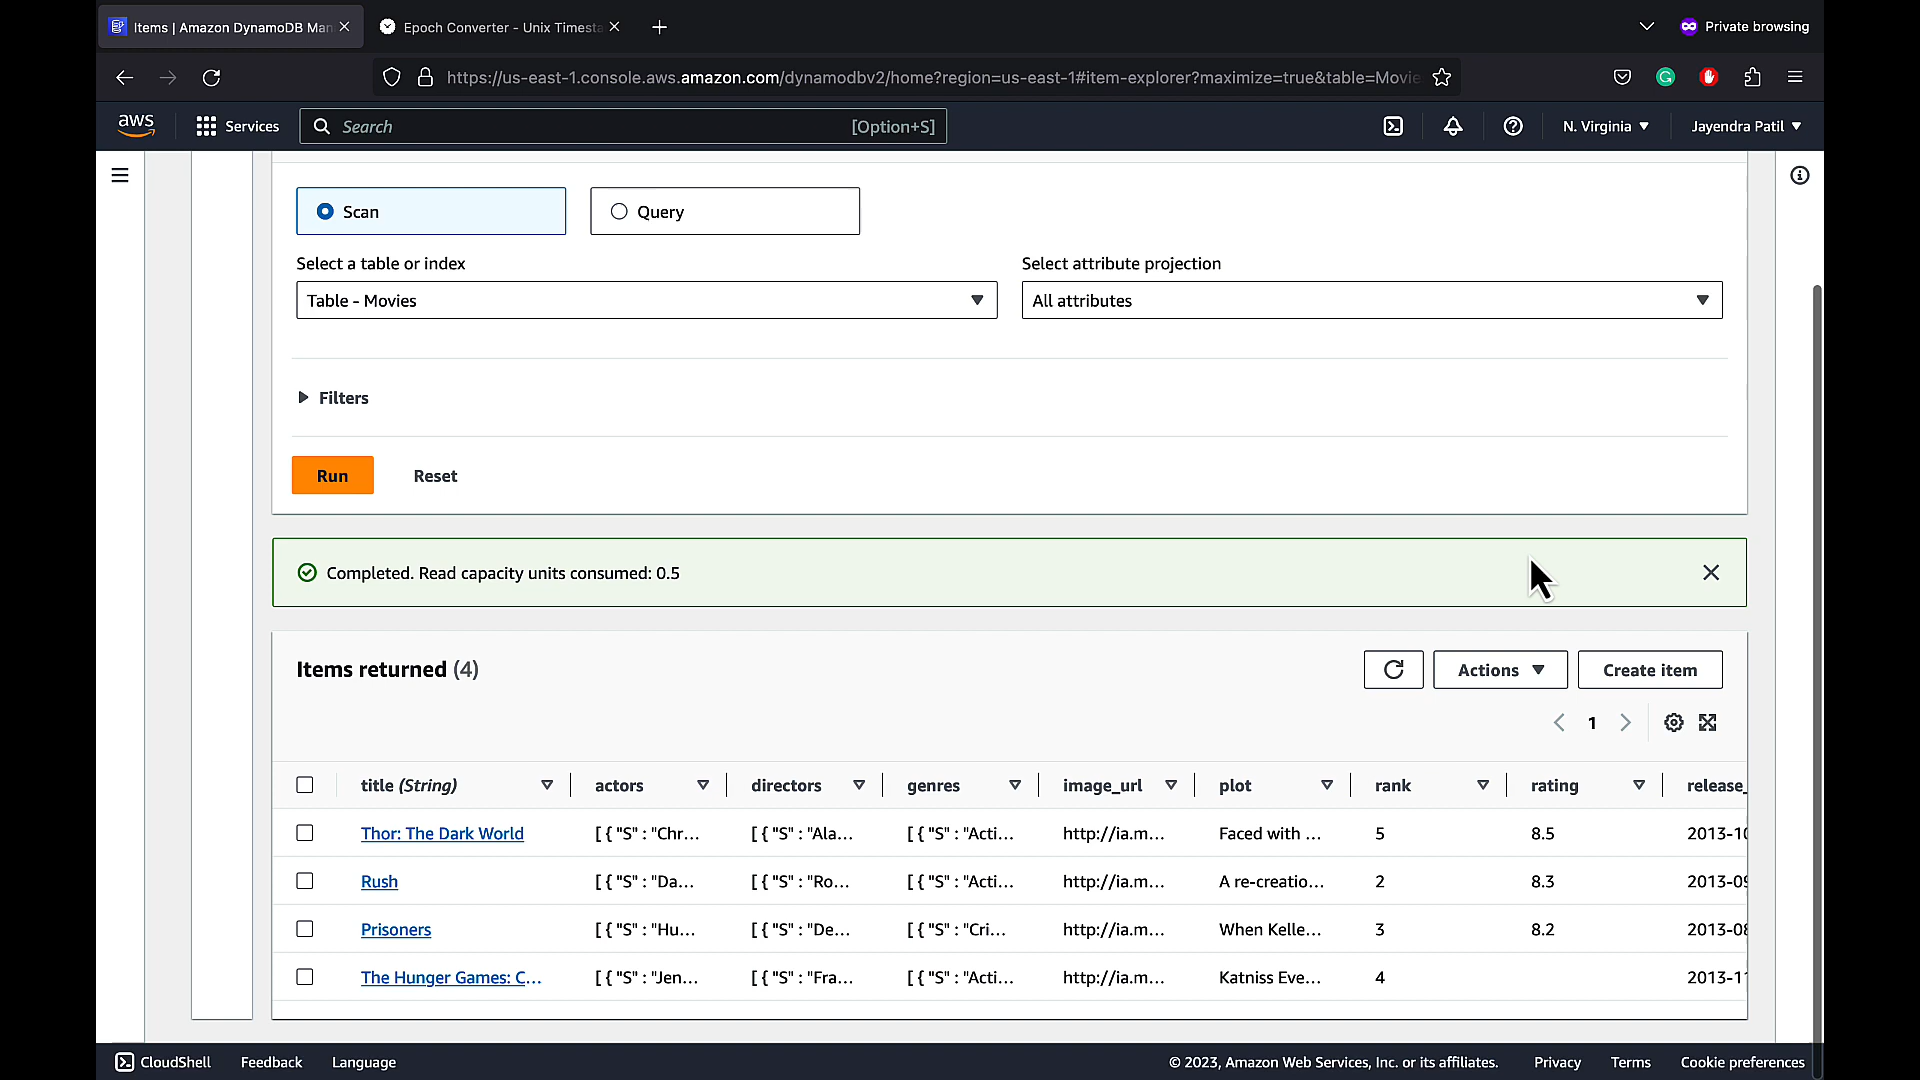 Items | Amazon DynamoDB Man
Epoch Converter - Unix Timesta
Private browsing
https://us-east-1.console.aws.amazon.com/dynamodbv2/home?region=us-east-1#item-explorer?maximize=true&table=Movie
aws
Services
Search
[Option+S]
N. Virginia
Jayendra Patil
Scan
Query
Select a table or index
Select attribute projection
Table - Movies
All attributes
Filters
Run
Reset
Completed. Read capacity units consumed: 0.5
Items returned (4)
Actions
Create item
1
title (String) actors directors genres image_url plot rank rating release_
Thor: The Dark World [ { "S" : "Chr... [ { "S" : "Ala... [ { "S" : "Acti... http://ia.m... Faced with ... 5 8.5 2013-10
Rush [ { "S" : "Da... [ { "S" : "Ro... [ { "S" : "Acti... http://ia.m... A re-creatio... 2 8.3 2013-09
Prisoners [ { "S" : "Hu... [ { "S" : "De... [ { "S" : "Cri... http://ia.m... When Kelle... 3 8.2 2013-08
The Hunger Games: C... [ { "S" : "Jen... [ { "S" : "Fra... [ { "S" : "Acti... http://ia.m... Katniss Eve... 4 2013-11
CloudShell
Feedback
Language
© 2023, Amazon Web Services, Inc. or its affiliates.
Privacy
Terms
Cookie preferences